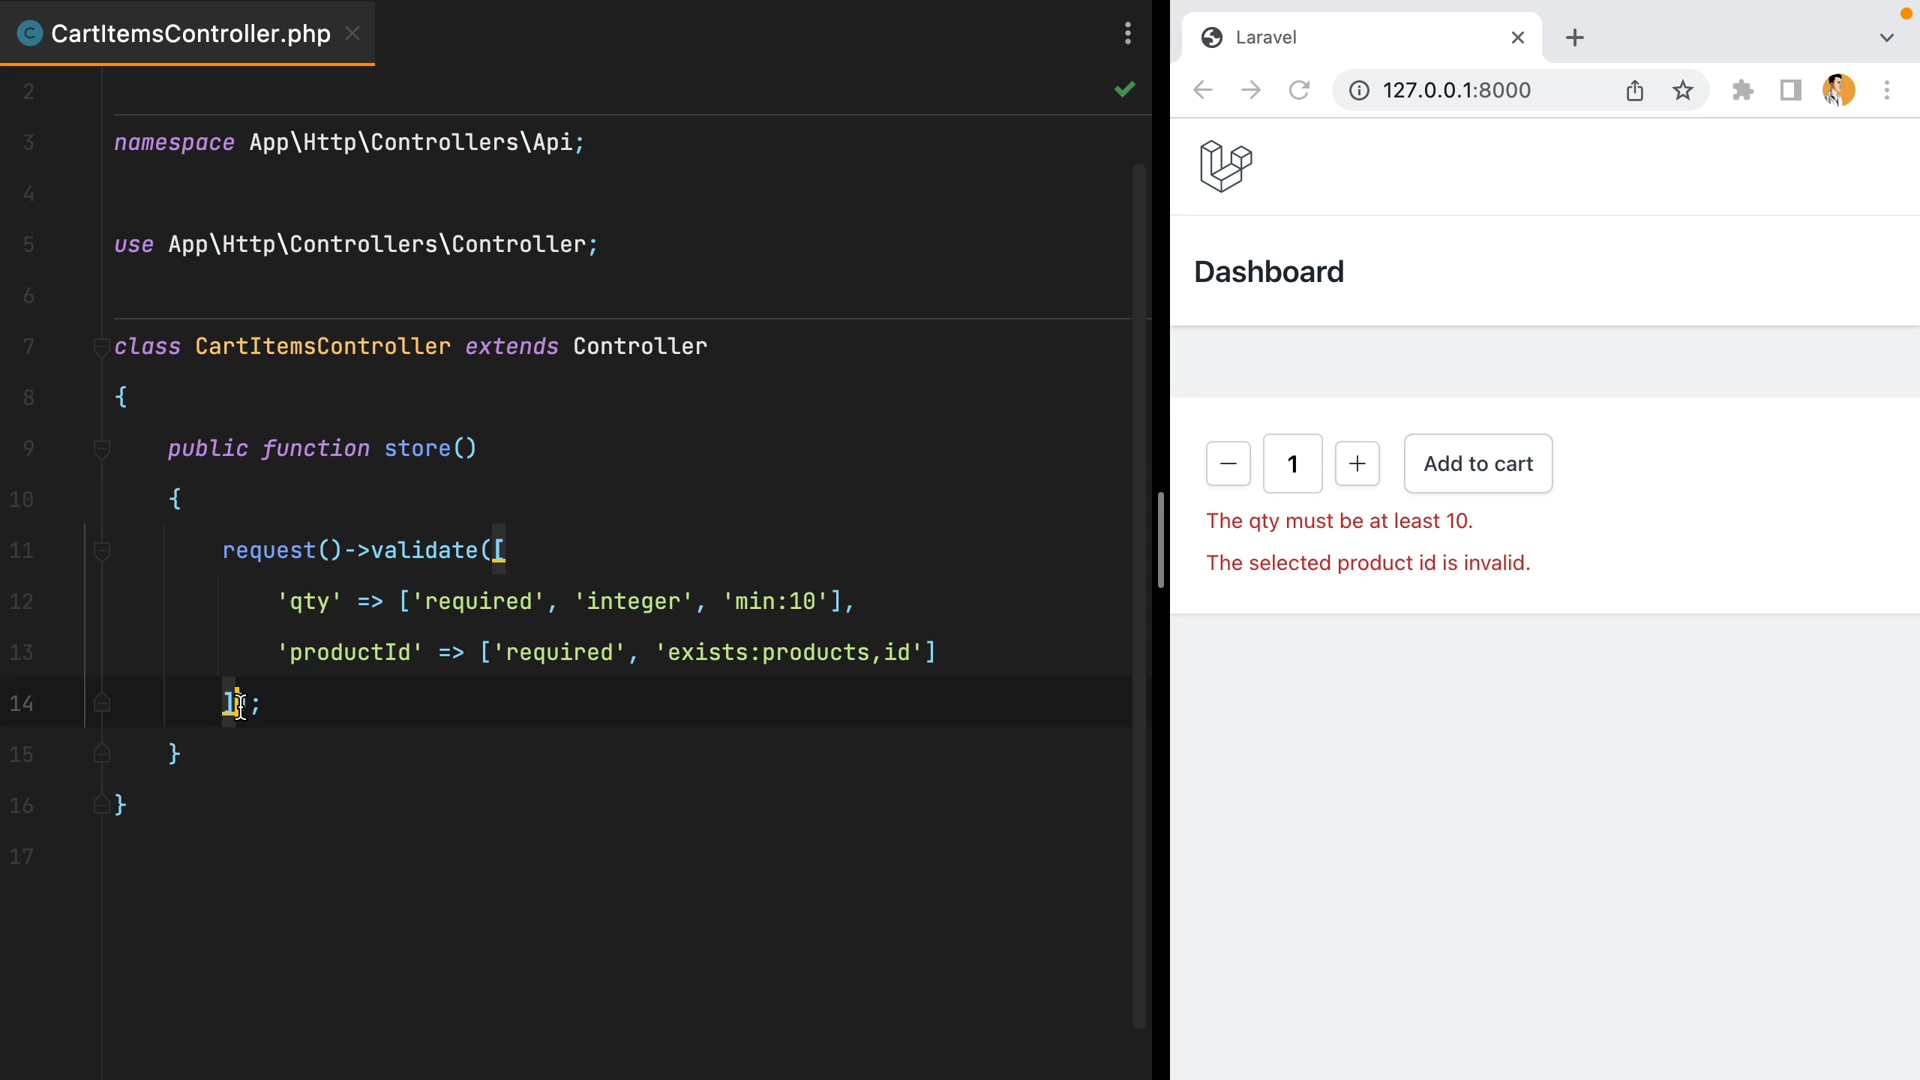 CartItemsController.php
2
3 namespace App\Http\Controllers\Api;
4
5 use App\Http\Controllers\Controller;
6
7 class CartItemsController extends Controller
8 {
9 public function store()
10 {
11 request()->validate([
12 'qty' => ['required', 'integer', 'min:10'],
13 'productId' => ['required', 'exists:products,id']
14 ]);
15 }
16 }
17
Laravel
127.0.0.1:8000
Dashboard
1
Add to cart
The qty must be at least 10.
The selected product id is invalid.